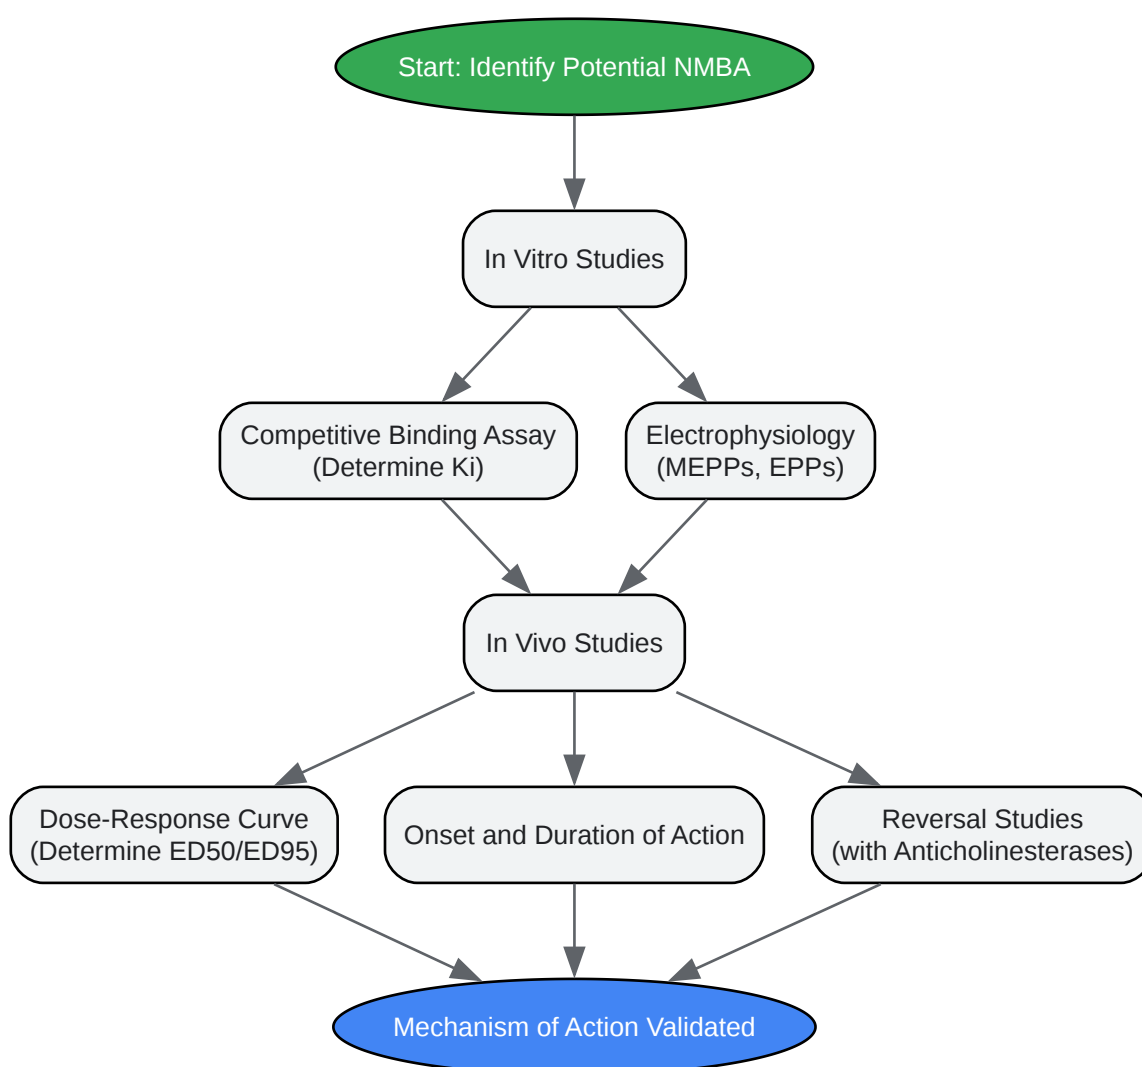 Start: Identify Potential NMBA
In Vitro Studies
Competitive Binding Assay
(Determine Ki)
Electrophysiology
(MEPPs, EPPs)
In Vivo Studies
Dose-Response Curve
(Determine ED50/ED95)
Onset and Duration of Action
Reversal Studies
(with Anticholinesterases)
Mechanism of Action Validated